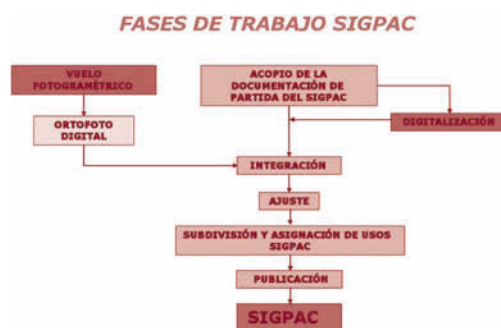 FASES DE TRABAJO SIGPAC
VUELO
FOTOGRAMÉTRICO
ACOPIO DE LA
DOCUMENTACIÓN DE
PARTIDA DEL SIGPAC
ORTOFOTO
DIGITAL
DIGITALIZACIÓN
INTEGRACIÓN
AJUSTE
SUBDIVISIÓN Y ASIGNACIÓN DE USOS
SIGPAC
PUBLICACIÓN
SIGPAC